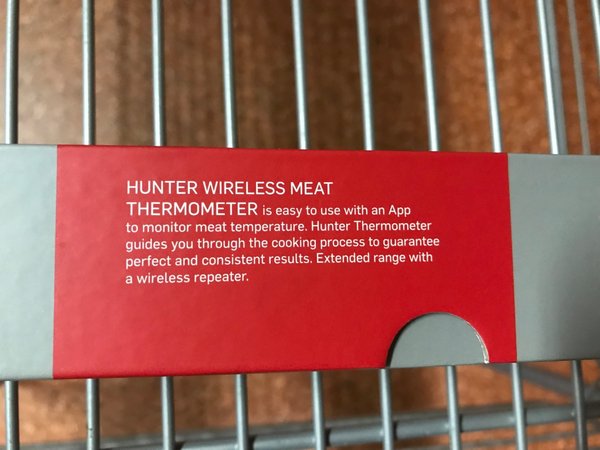 HUNTER WIRELESS MEAT
THERMOMETER is easy to use with an App
to monitor meat temperature. Hunter Thermometer
guides you through the cooking process to guarantee
perfect and consistent results. Extended range with
a wireless repeater.